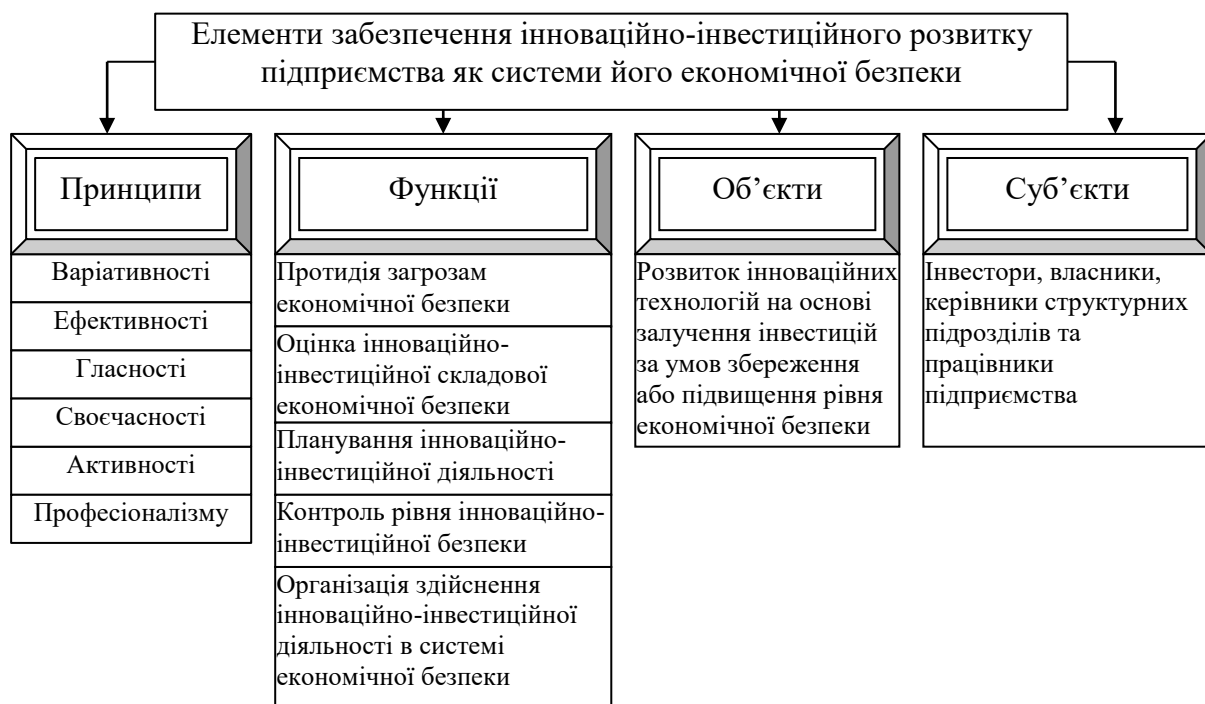 Елементи забезпечення інноваційно-інвестиційного розвитку
підприємства як системи його економічної безпеки
Принципи
Варіативності
Ефективності
Гласності
Своєчасності
Активності
Професіоналізму
Функції
Протидія загрозам
економічної безпеки
Оцінка інноваційно-
інвестиційної складової
економічної безпеки
Планування інноваційно-
інвестиційної діяльності
Контроль рівня інноваційно-
інвестиційної безпеки
Організація здійснення
інноваційно-інвестиційної
діяльності в системі
економічної безпеки
Об’єкти
Розвиток інноваційних
технологій на основі
залучення інвестицій
за умов збереження
або підвищення рівня
економічної безпеки
Суб’єкти
Інвестори, власники,
керівники структурних
підрозділів та
працівники
підприємства